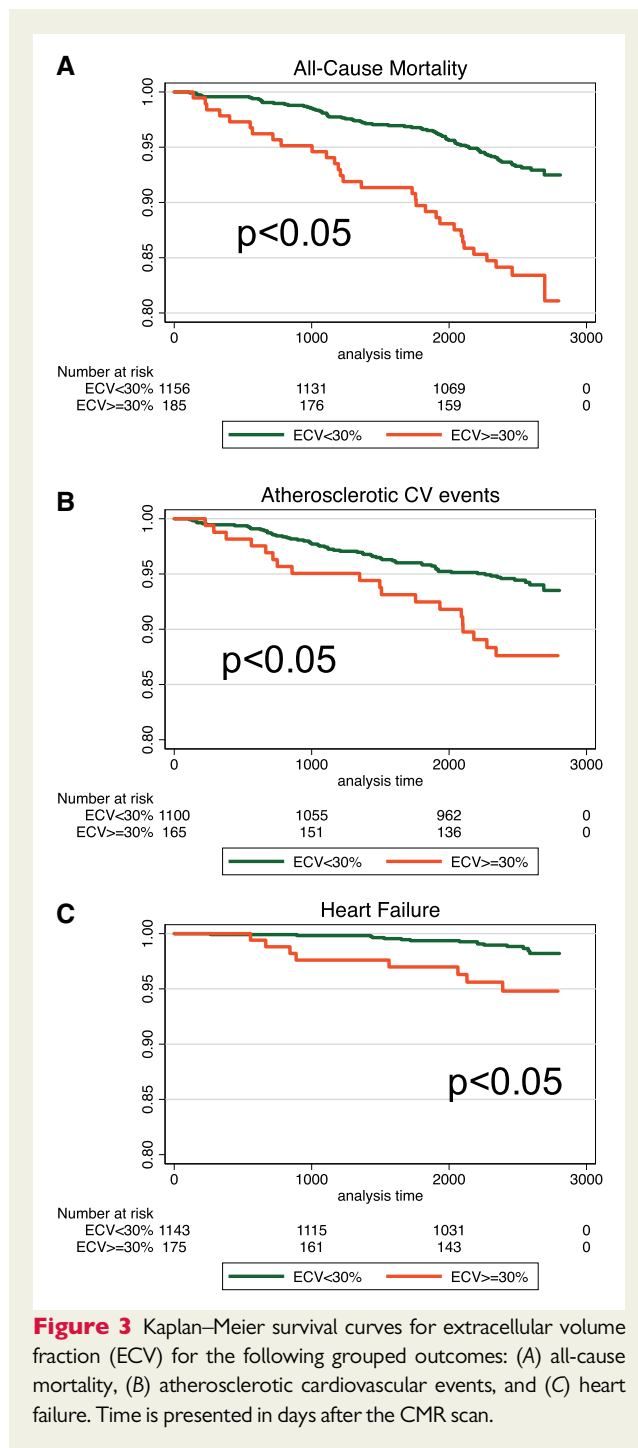 A
All-Cause Mortality
1.00
0.95
0.90
0.85
0.80
p<0.05
0 1000 2000 3000
analysis time
Number at risk
ECV<30% 1156 1131 1069 0
ECV>=30% 185 176 159 0
ECV<30% ECV>=30%
B
Atherosclerotic CV events
1.00
0.95
0.90
0.85
0.80
p<0.05
0 1000 2000 3000
analysis time
Number at risk
ECV<30% 1100 1055 962 0
ECV>=30% 165 151 136 0
ECV<30% ECV>=30%
C
Heart Failure
1.00
0.95
0.90
0.85
0.80
p<0.05
0 1000 2000 3000
analysis time
Number at risk
ECV<30% 1143 1115 1031 0
ECV>=30% 175 161 143 0
ECV<30% ECV>=30%
Figure 3 Kaplan–Meier survival curves for extracellular volume
fraction (ECV) for the following grouped outcomes: (A) all-cause
mortality, (B) atherosclerotic cardiovascular events, and (C) heart
failure. Time is presented in days after the CMR scan.